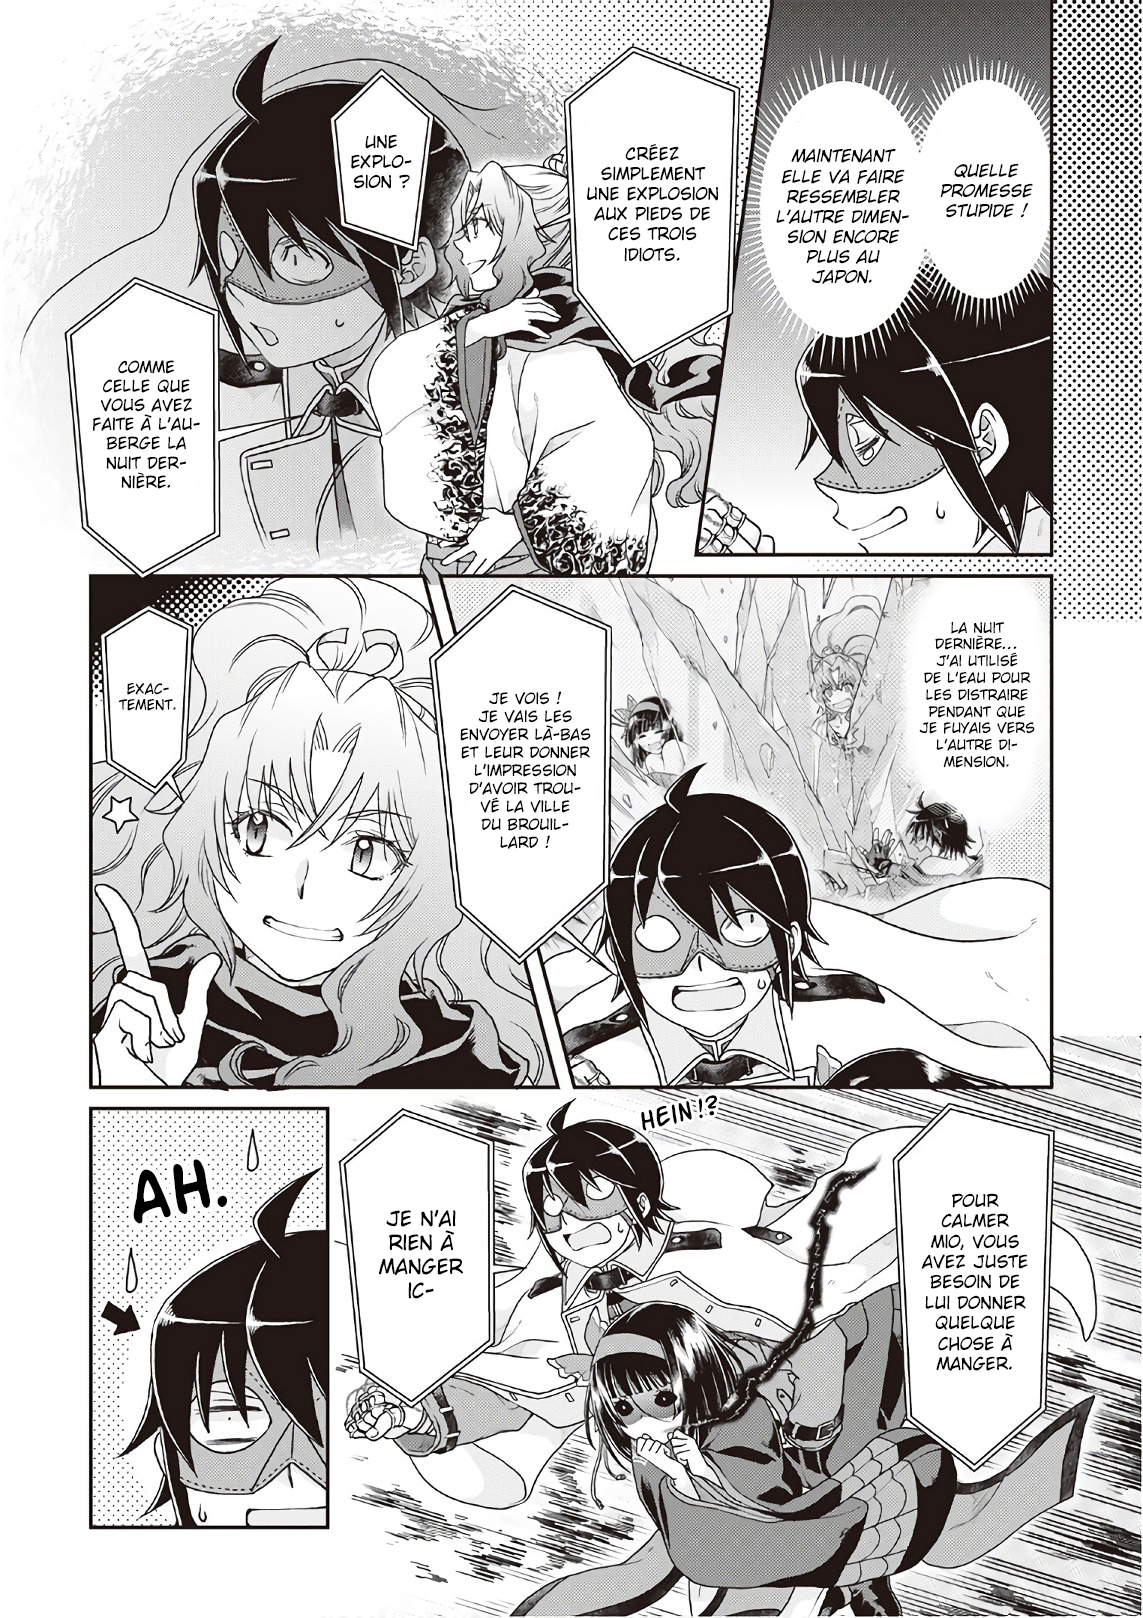 QUELLE
PROMESSE
STUPIDE !
MAINTENANT
ELLE VA FAIRE
RESSEMBLER
L'AUTRE DIMEN-
SION ENCORE
PLUS AU
JAPON.
CRÉEZ
SIMPLEMENT
UNE EXPLOSION
AUX PIEDS DE
CES TROIS
IDIOTS.
UNE
EXPLO-
SION ?
COMME
CELLE QUE
VOUS AVEZ
FAITE À L'AU-
BERGE LA
NUIT DER-
NIÈRE.
LA NUIT
DERNIÈRE...
J'AI UTILISÉ
DE L'EAU POUR
LES DISTRAIRE
PENDANT QUE
JE FUYAIS VERS
L'AUTRE DI-
MENSION.
JE VOIS !
JE VAIS LES
ENVOYER LÀ-BAS
ET LEUR DONNER
L'IMPRESSION
D'AVOIR TROU-
VÉ LA VILLE
DU BROUIL-
LARD !
EXAC-
TEMENT.
POUR
CALMER
MIO, VOUS
AVEZ JUSTE
BESOIN DE
LUI DONNER
QUELQUE
CHOSE À
MANGER.
HEIN !?
JE N'AI
RIEN À
MANGER
IC-
AH.